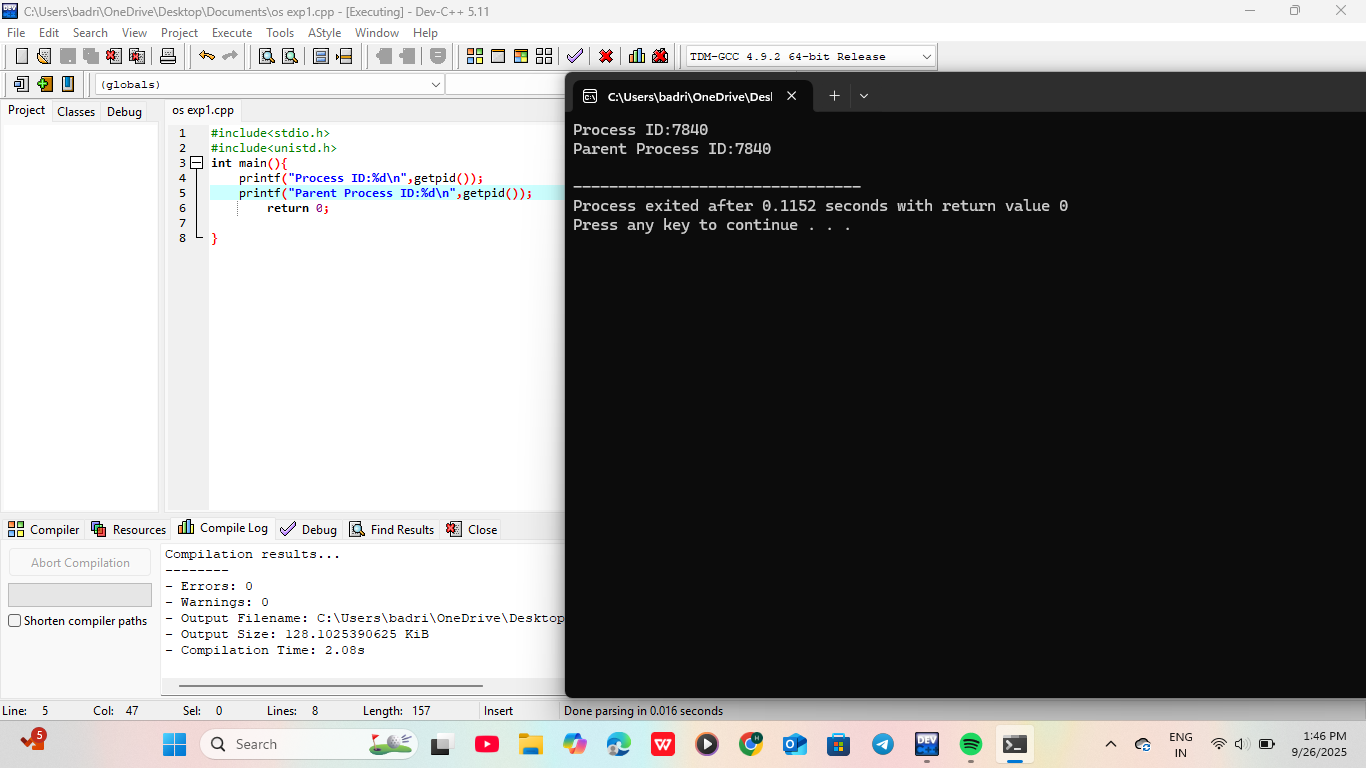 C:\Users\badri\OneDrive\Desktop\Documents\os exp1.cpp - [Executing] - Dev-C++ 5.11
File Edit Search View Project Execute Tools AStyle Window Help
TDM-GCC 4.9.2 64-bit Release
(globals)
Project Classes Debug
os exp1.cpp
1 #include<stdio.h>
2 #include<unistd.h>
3 int main(){
4 printf("Process ID:%d\n",getpid());
5 printf("Parent Process ID:%d\n",getpid());
6 return 0;
7
8 }
C:\Users\badri\OneDrive\Des
Process ID:7840
Parent Process ID:7840
--------------------------------
Process exited after 0.1152 seconds with return value 0
Press any key to continue . . .
Compiler Resources Compile Log Debug Find Results Close
Abort Compilation
Shorten compiler paths
Compilation results...
--------
- Errors: 0
- Warnings: 0
- Output Filename: C:\Users\badri\OneDrive\Desktop
- Output Size: 128.1025390625 KiB
- Compilation Time: 2.08s
Line: 5 Col: 47 Sel: 0 Lines: 8 Length: 157 Insert Done parsing in 0.016 seconds
5
Search
DEV
ENG
IN
1:46 PM
9/26/2025